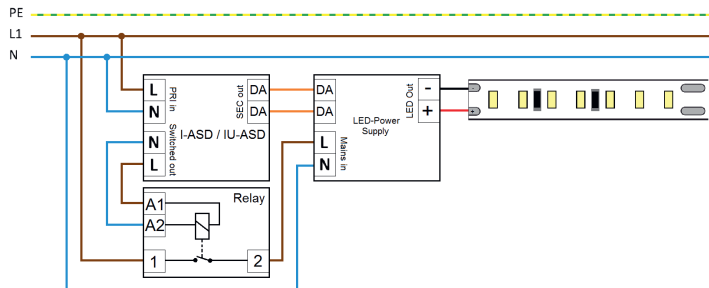 PE
L1
N
L
N
N
L
PRI in
Switched out
I-ASD / IU-ASD
SEC out
DA
DA
DA
DA
LED-Power
Supply
LED Out
-
+
Mains in
L
N
- 
+
Relay
A1
A2
1
2